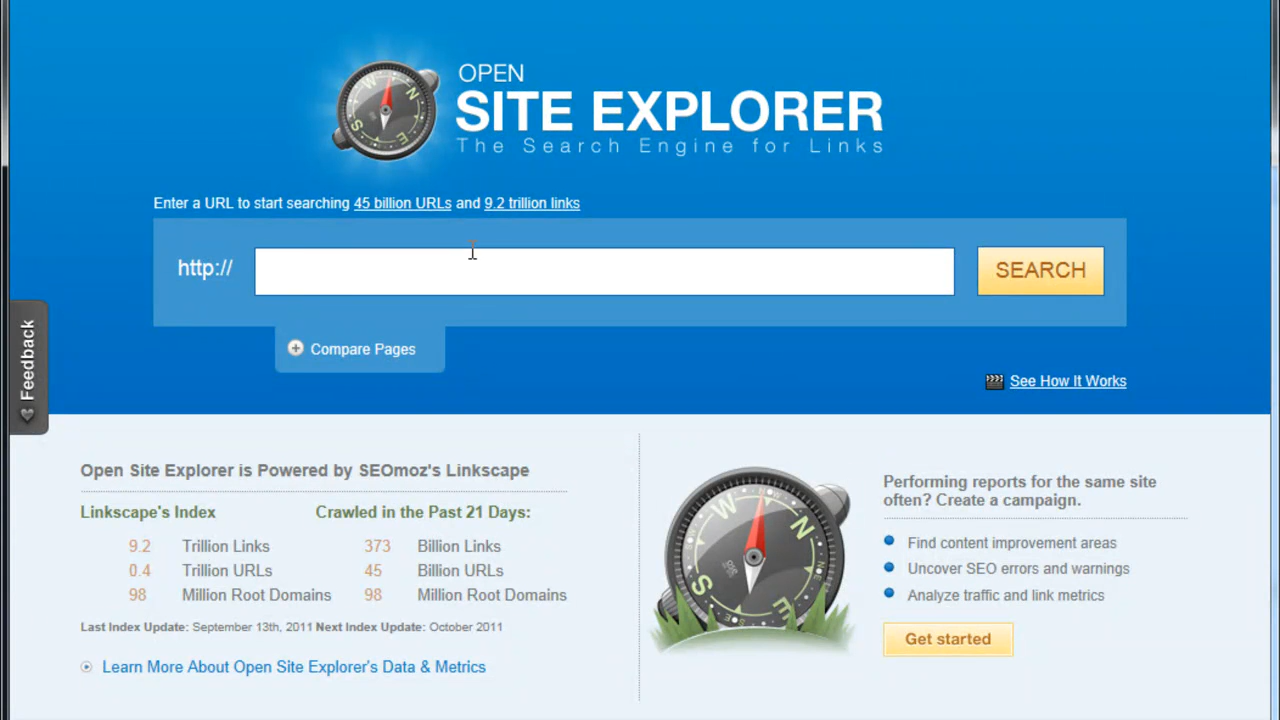 OPEN
SITE EXPLORER
The Search Engine for Links
Enter a URL to start searching 45 billion URLs and 9.2 trillion links
http://
SEARCH
Compare Pages
See How It Works
Feedback
Open Site Explorer is Powered by SEOmoz's Linkscape
Linkscape's Index Crawled in the Past 21 Days:
9.2 Trillion Links 373 Billion Links
0.4 Trillion URLs 45 Billion URLs
98 Million Root Domains 98 Million Root Domains
Last Index Update: September 13th, 2011 Next Index Update: October 2011
Learn More About Open Site Explorer's Data & Metrics
W N S E
W N S E
Performing reports for the same site
often? Create a campaign.
Find content improvement areas
Uncover SEO errors and warnings
Analyze traffic and link metrics
Get started